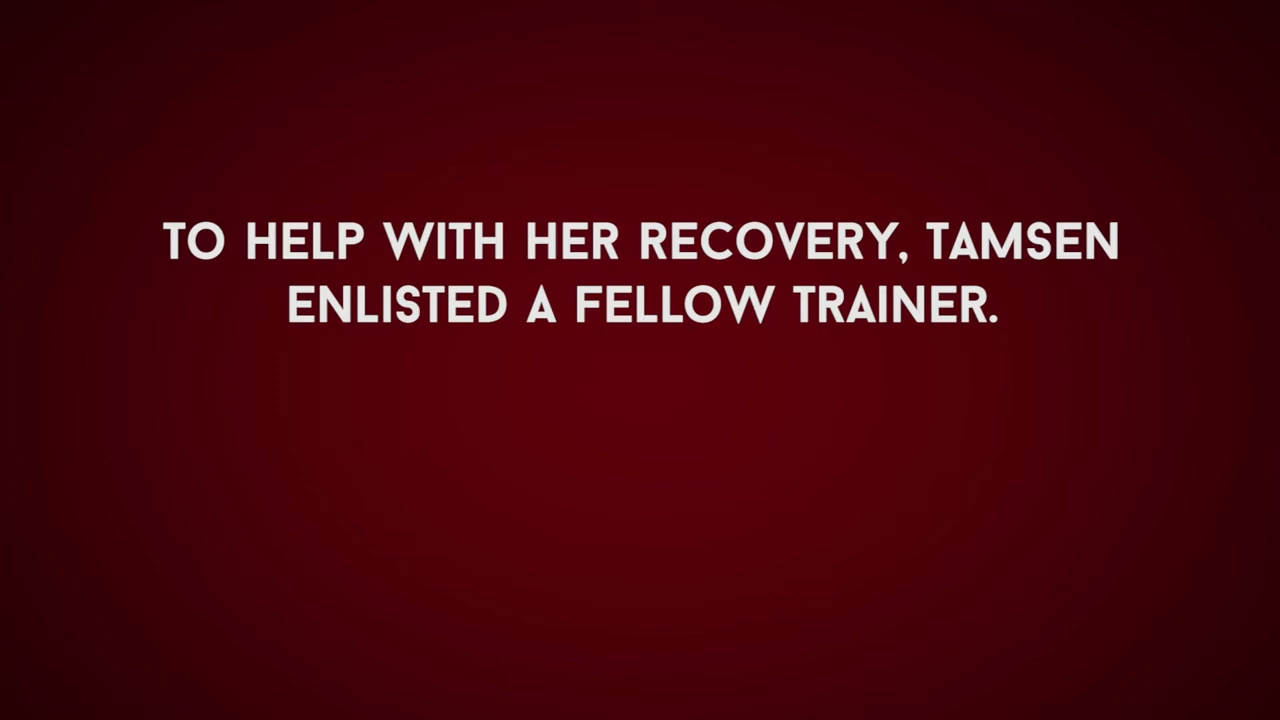 TO HELP WITH HER RECOVERY, TAMSEN
ENLISTED A FELLOW TRAINER.